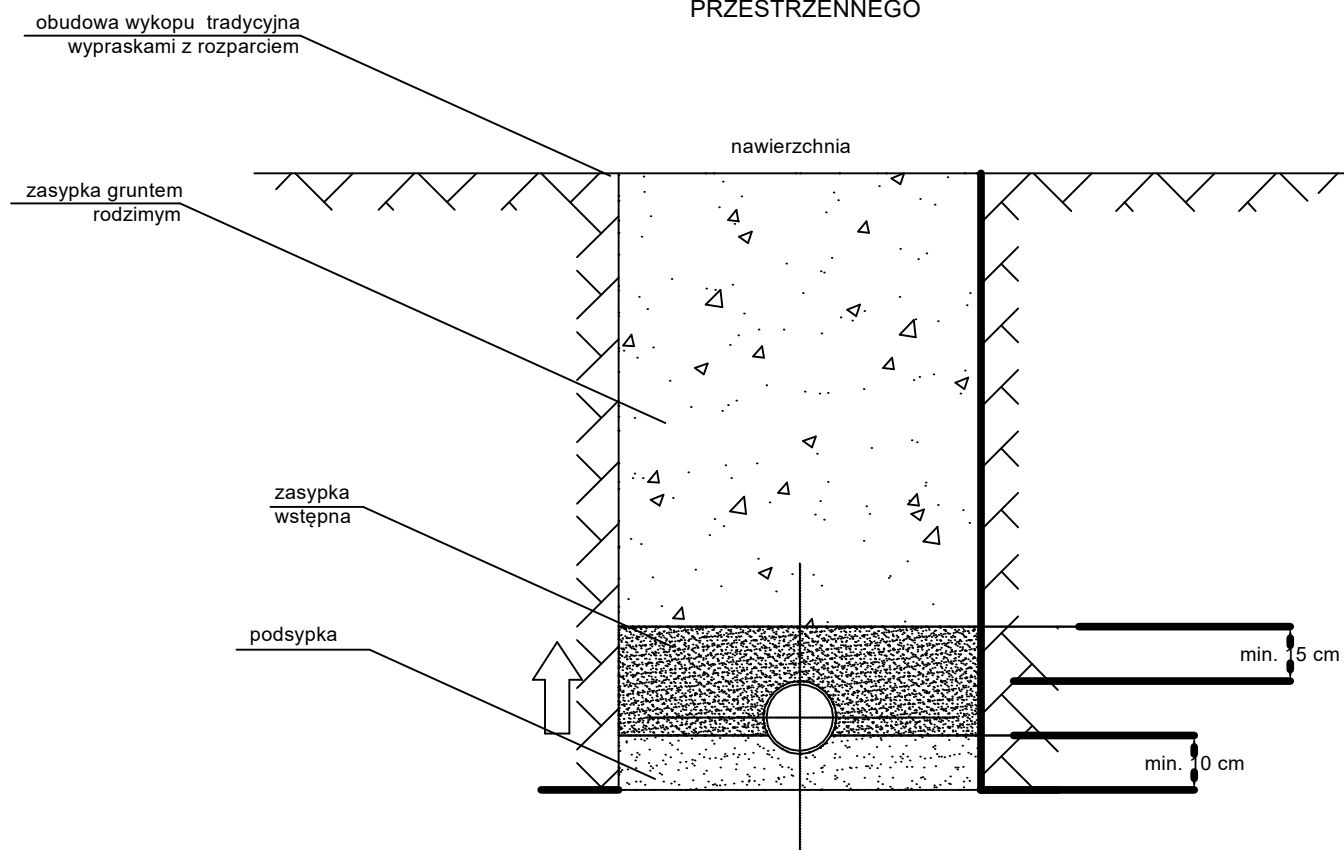 PRZESTRZENNEGO
obudowa wykopu tradycyjna
wypraskami z rozparciem
nawierzchnia
zasypka gruntem
rodzimym
zasypka
wstępna
podsypka
min. 15 cm
min. 10 cm